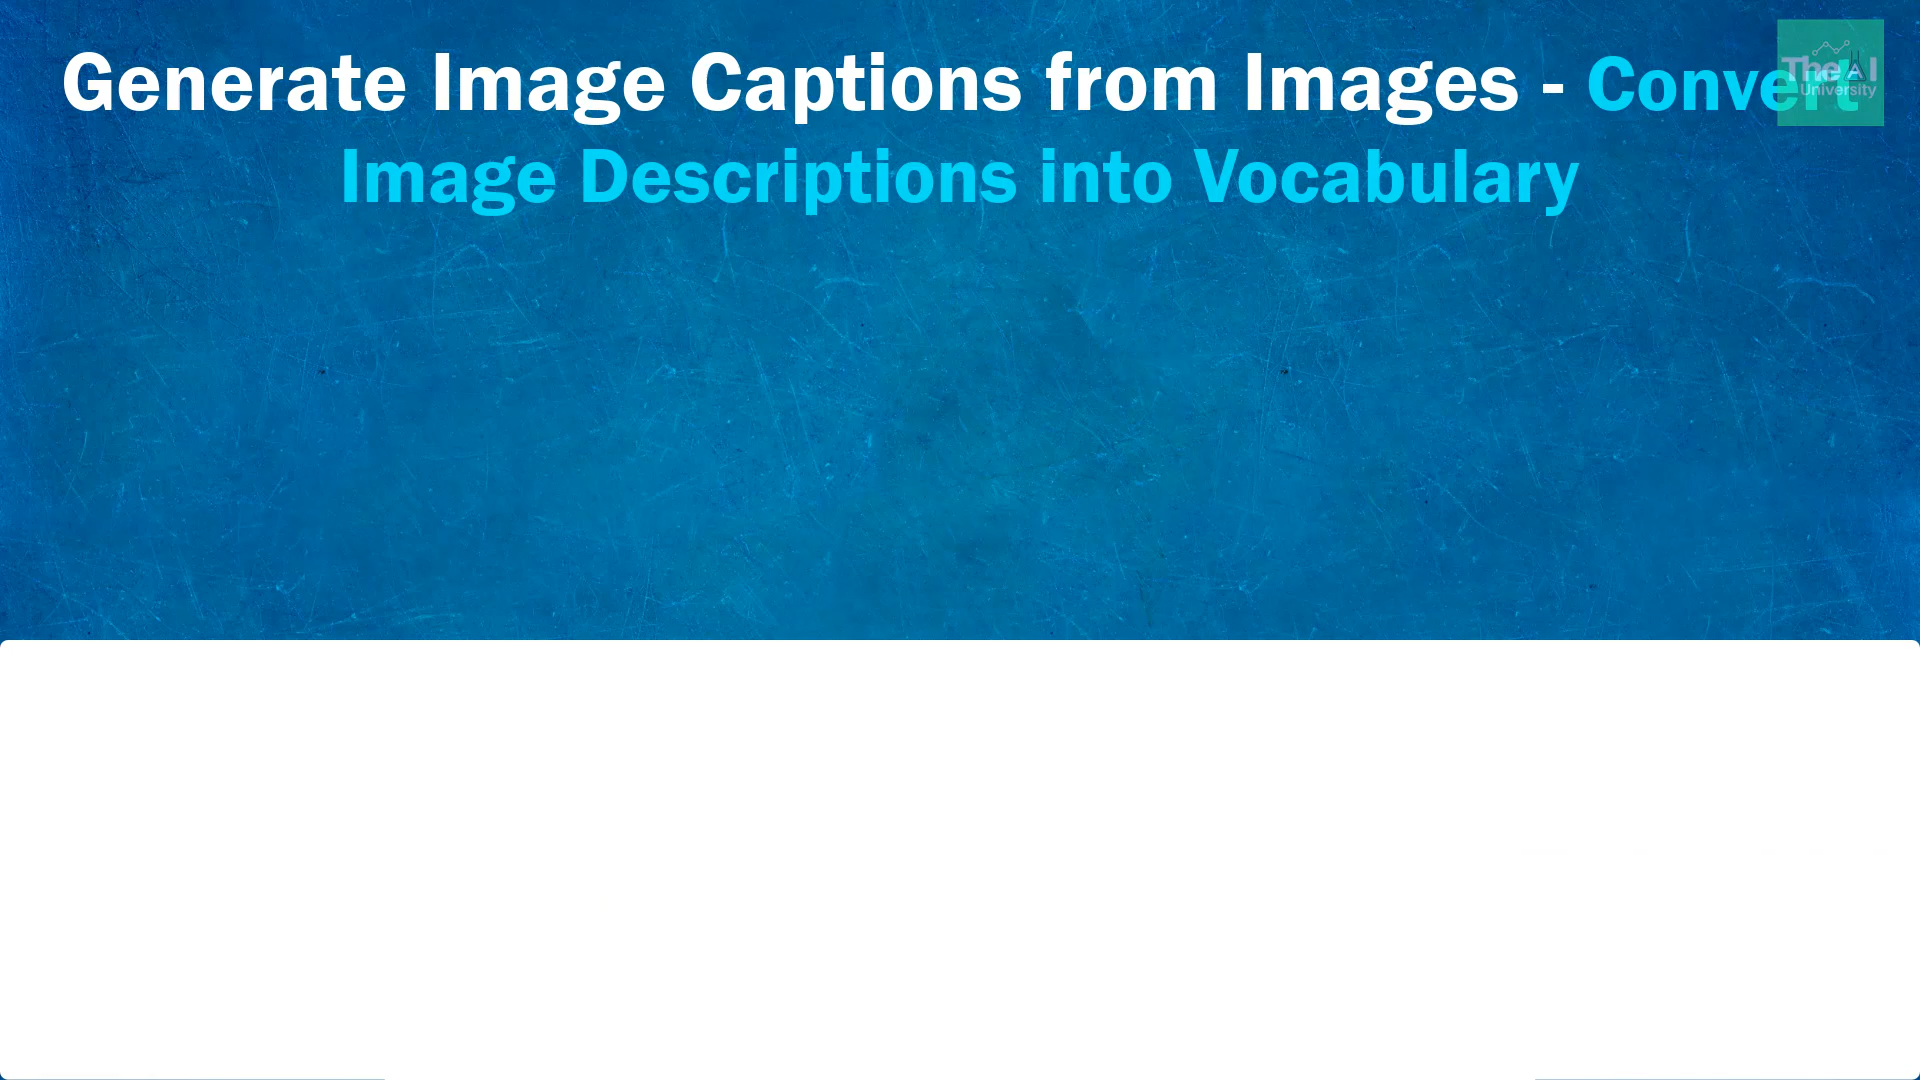 Generate Image Captions from Images - Convert
Image Descriptions into Vocabulary
The AI
University